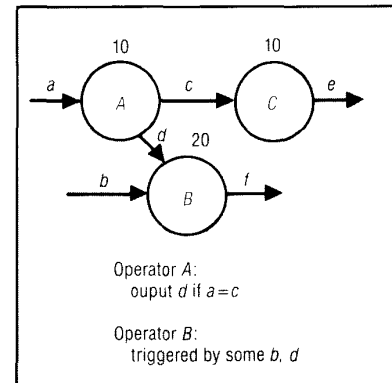 10
10
a
A
c
C
e
d
20
b
B
f
Operator A:
ouput d if a=c
Operator B:
triggered by some b, d